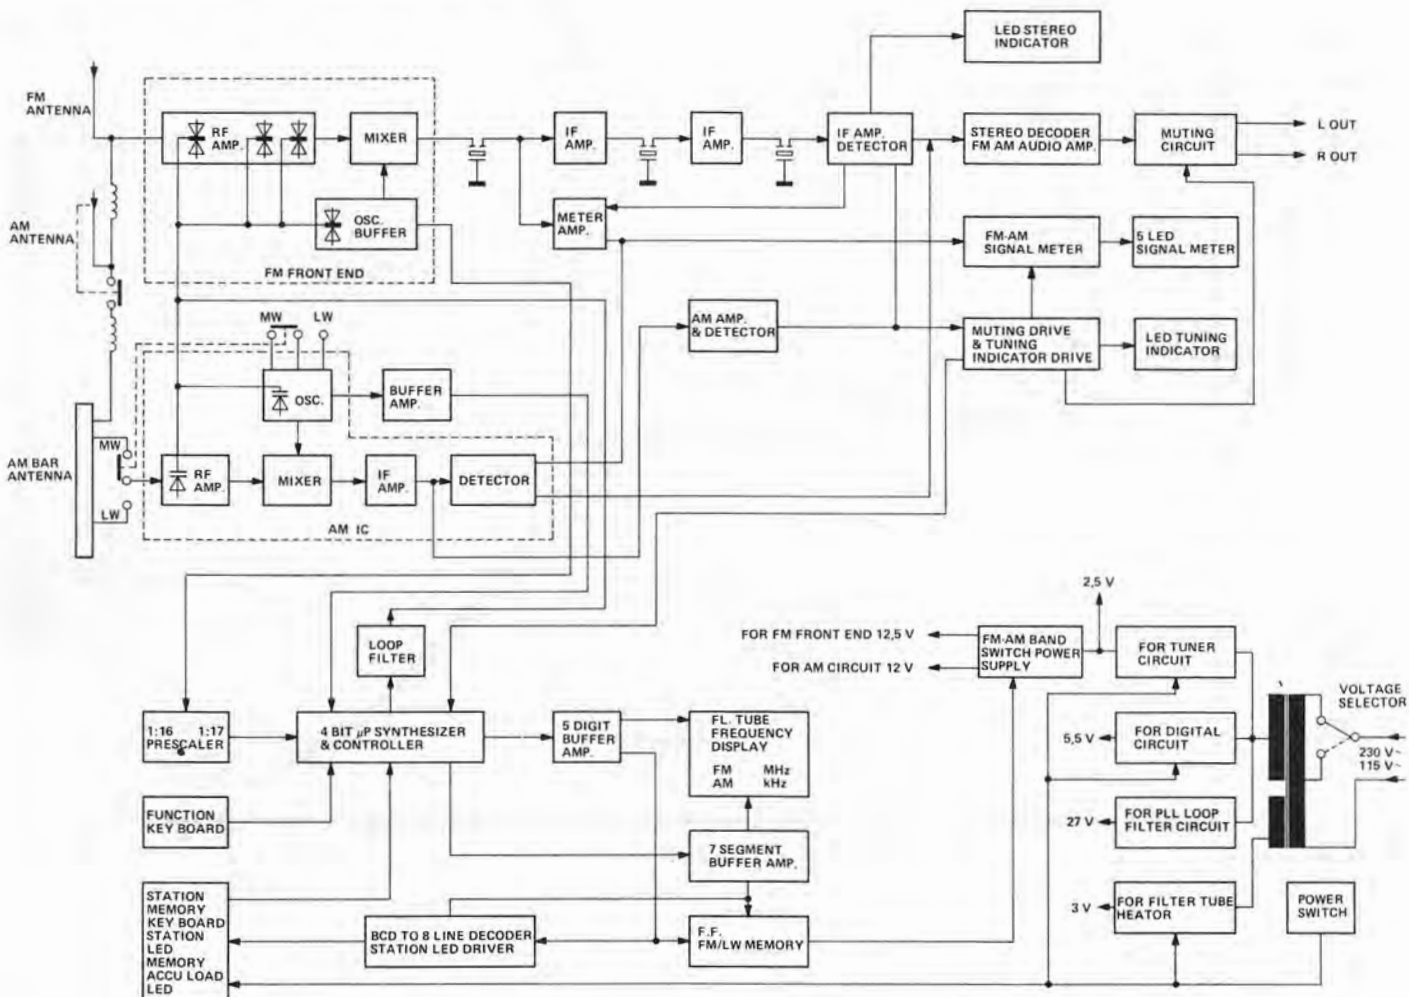 LED STEREO
INDICATOR
FM
ANTENNA
RF
AMP.
MIXER
IF
AMP.
IF
AMP.
IF AMP.
DETECTOR
STEREO DECODER
FM AM AUDIO AMP.
MUTING
CIRCUIT
L OUT
R OUT
AM
ANTENNA
OSC.
BUFFER
METER
AMP.
FM-AM
SIGNAL METER
5 LED
SIGNAL METER
FM FRONT END
MW
LW
AM AMP.
& DETECTOR
MUTING DRIVE
& TUNING
INDICATOR DRIVE
LED TUNING
INDICATOR
OSC.
BUFFER
AMP.
AM BAR
ANTENNA
MW
LW
RF
AMP.
MIXER
IF
AMP.
DETECTOR
AM IC
2,5 V
LOOP
FILTER
FOR FM FRONT END 12,5 V
FOR AM CIRCUIT 12 V
FM-AM BAND
SWITCH POWER
SUPPLY
FOR TUNER
CIRCUIT
VOLTAGE
SELECTOR
1:16 1:17
PRESCALER
4 BIT µP SYNTHESIZER
& CONTROLLER
5 DIGIT
BUFFER
AMP.
FL. TUBE
FREQUENCY
DISPLAY
FM MHz
AM kHz
5,5 V
FOR DIGITAL
CIRCUIT
230 V~
115 V~
FUNCTION
KEY BOARD
27 V
FOR PLL LOOP
FILTER CIRCUIT
7 SEGMENT
BUFFER AMP.
STATION
MEMORY
KEY BOARD
STATION
LED
MEMORY
ACCU LOAD
LED
BCD TO 8 LINE DECODER
STATION LED DRIVER
F.F.
FM/LW MEMORY
3 V
FOR FILTER TUBE
HEATOR
POWER
SWITCH